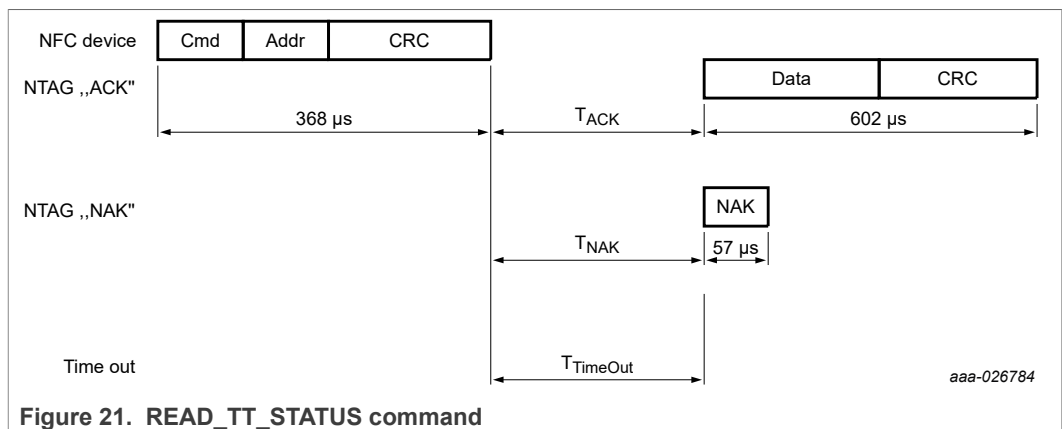 NFC device Cmd Addr CRC
NTAG ,,ACK" Data CRC
368 µs TACK 602 µs
NTAG ,,NAK" NAK
TNAK 57 µs
Time out TTimeOut aaa-026784
Figure 21. READ_TT_STATUS command